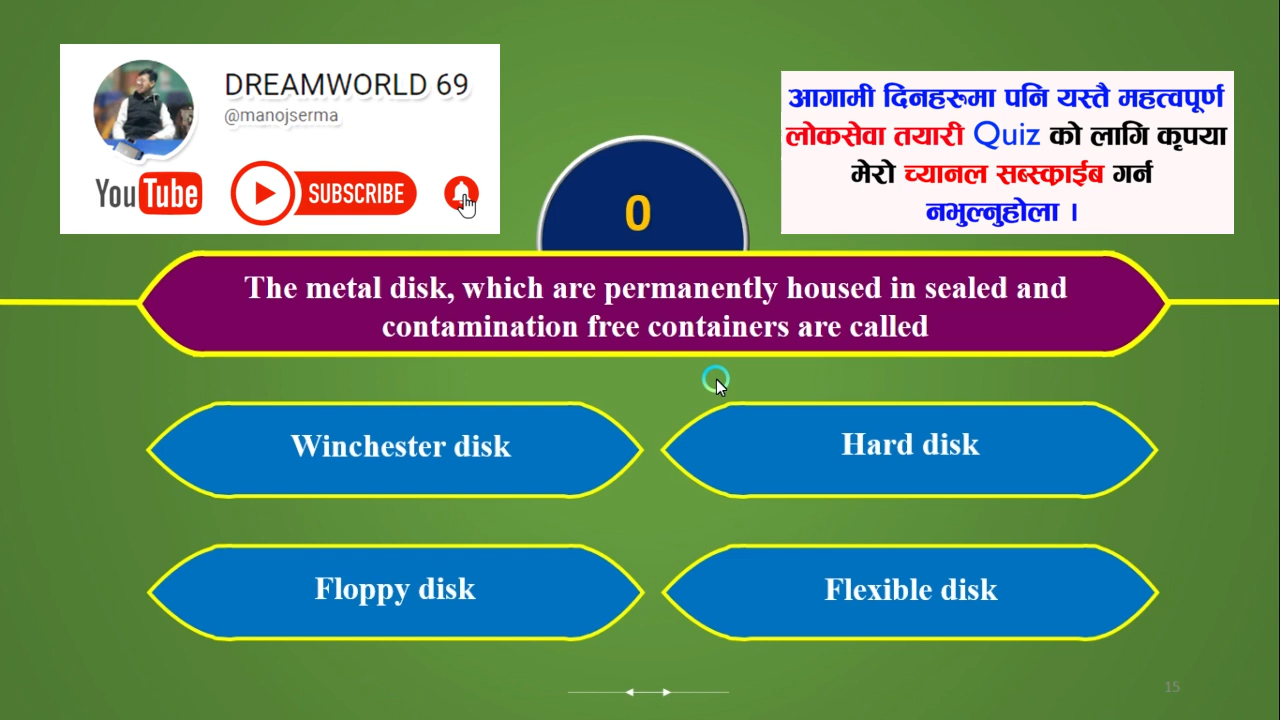 DREAMWORLD 69
@manojserma
YouTube
SUBSCRIBE
आगामी दिनहरुमा पनि यस्तै महत्वपूर्ण
लोकसेवा तयारी Quiz को लागि कृपया
मेरो च्यानल सब्स्क्राईब गर्न
नभुल्नुहोला ।
0
The metal disk, which are permanently housed in sealed and
contamination free containers are called
Winchester disk
Hard disk
Floppy disk
Flexible disk
15